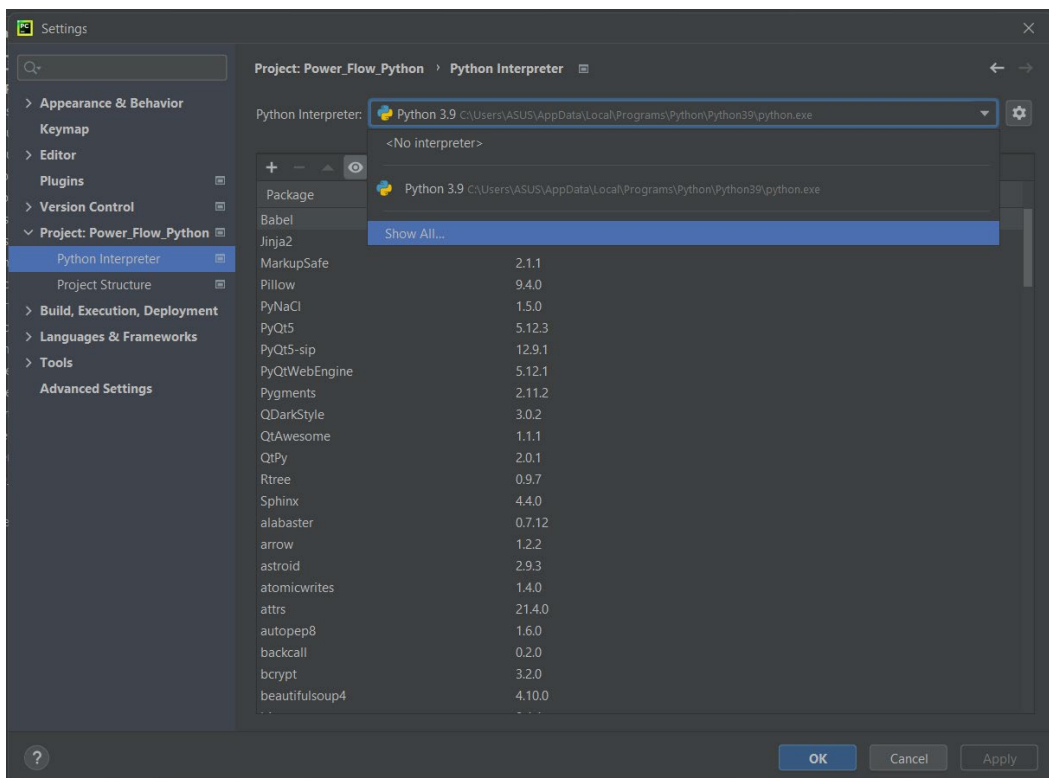 PC Settings
Project: Power_Flow_Python › Python Interpreter
Appearance & Behavior
Keymap
Editor
Plugins
Version Control
Project: Power_Flow_Python
Python Interpreter
Project Structure
Build, Execution, Deployment
Languages & Frameworks
Tools
Advanced Settings
Python Interpreter: Python 3.9 C:\Users\ASUS\AppData\Local\Programs\Python\Python39\python.exe
<No interpreter>
Python 3.9 C:\Users\ASUS\AppData\Local\Programs\Python\Python39\python.exe
Show All...
Package
Babel
Jinja2
MarkupSafe 2.1.1
Pillow 9.4.0
PyNaCl 1.5.0
PyQt5 5.12.3
PyQt5-sip 12.9.1
PyQtWebEngine 5.12.1
Pygments 2.11.2
QDarkStyle 3.0.2
QtAwesome 1.1.1
QtPy 2.0.1
Rtree 0.9.7
Sphinx 4.4.0
alabaster 0.7.12
arrow 1.2.2
astroid 2.9.3
atomicwrites 1.4.0
attrs 21.4.0
autopep8 1.6.0
backcall 0.2.0
bcrypt 3.2.0
beautifulsoup4 4.10.0
? OK Cancel Apply